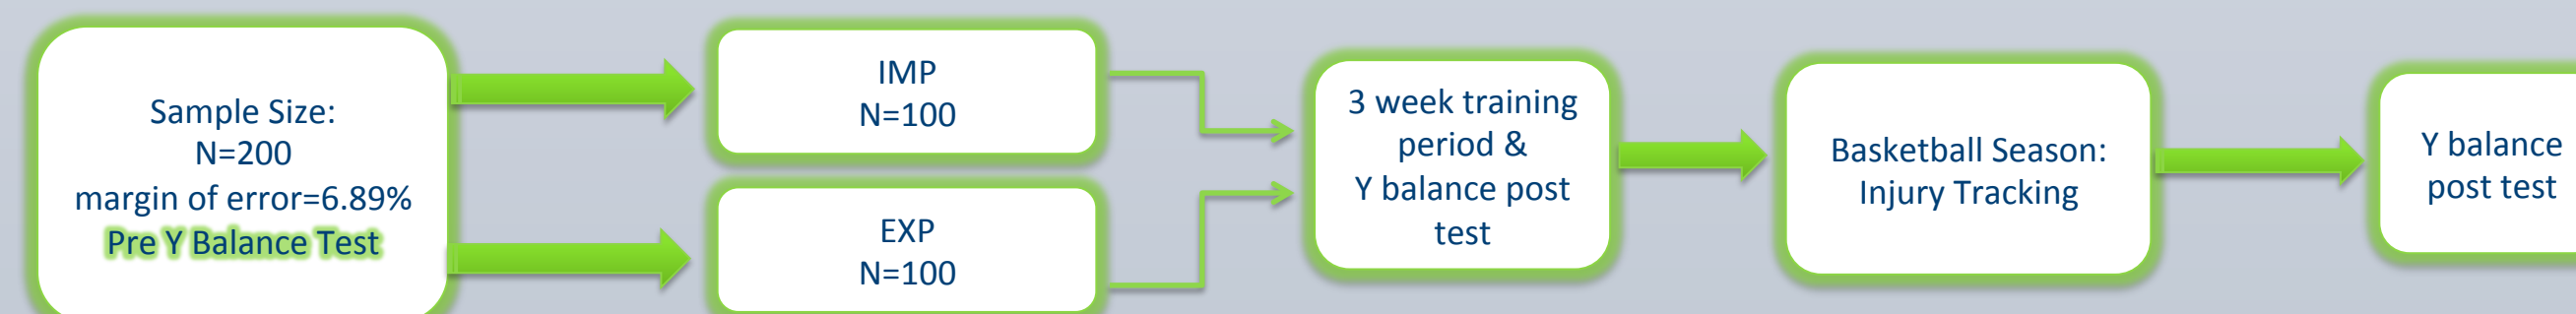 Sample Size:
N=200
margin of error=6.89%
Pre Y Balance Test
IMP
N=100
EXP
N=100
3 week training
period &
Y balance post
test
Basketball Season:
Injury Tracking
Y balance
post test